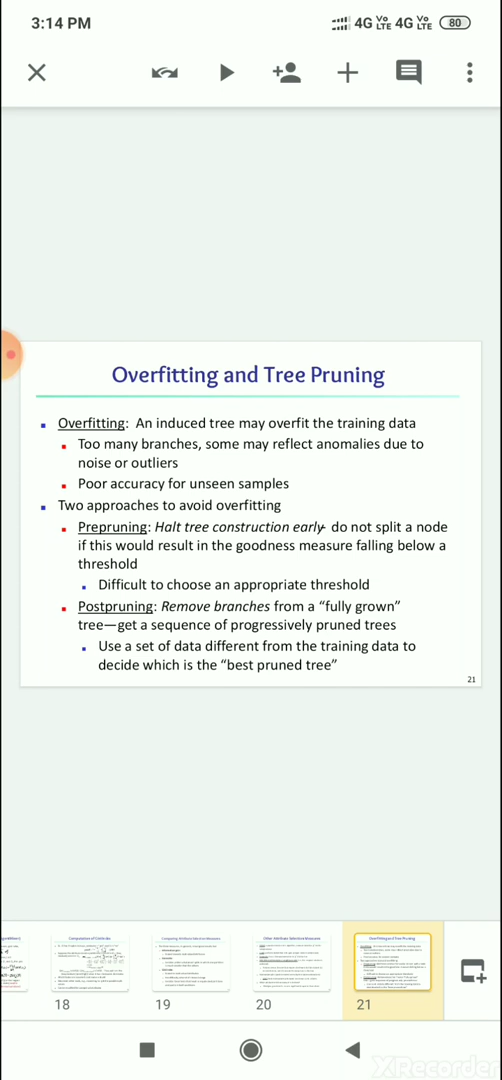 3:14 PM
4G Vo LTE 4G Vo LTE 80
Overfitting and Tree Pruning
Overfitting: An induced tree may overfit the training data
Too many branches, some may reflect anomalies due to
noise or outliers
Poor accuracy for unseen samples
Two approaches to avoid overfitting
Prepruning: Halt tree construction early- do not split a node
if this would result in the goodness measure falling below a
threshold
Difficult to choose an appropriate threshold
Postpruning: Remove branches from a “fully grown”
tree—get a sequence of progressively pruned trees
Use a set of data different from the training data to
decide which is the “best pruned tree”
21
18
19
20
21
XRecorder